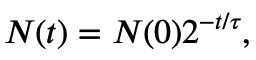 N(t) = N(0)2^{-t/τ},